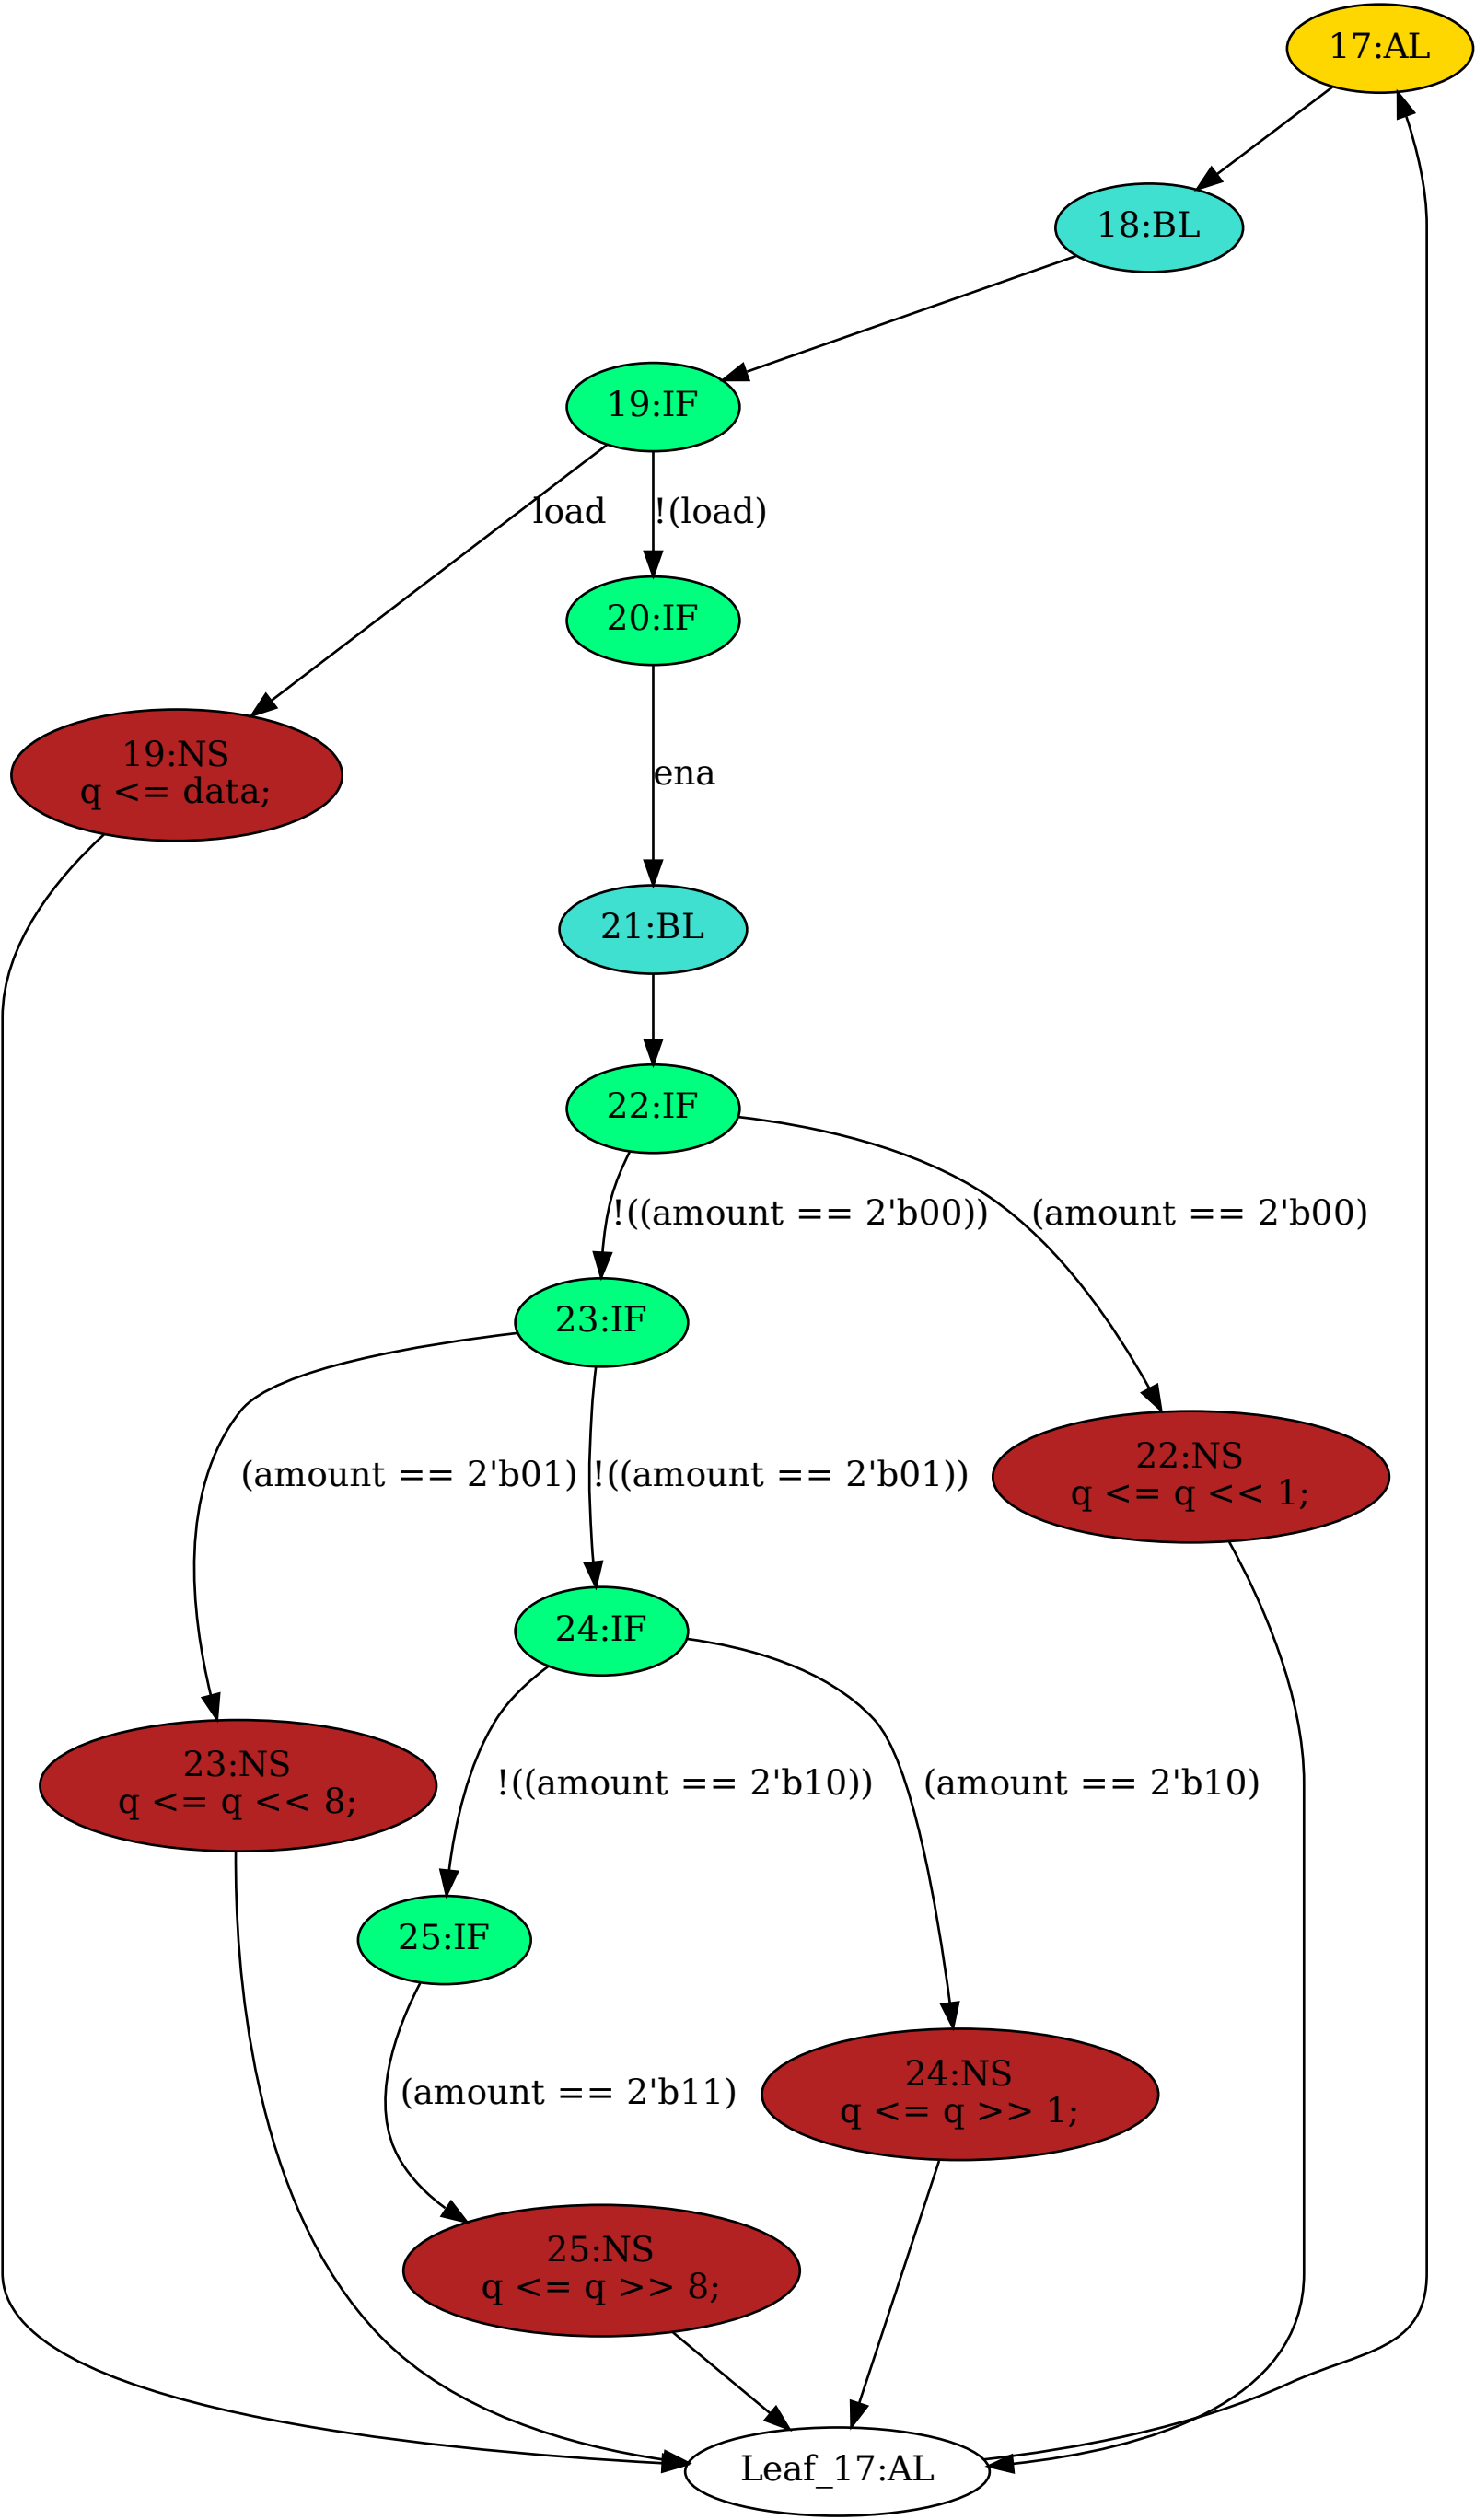 17:AL
18:BL
19:IF
load
!(load)
20:IF
19:NS
q <= data;
ena
21:BL
22:IF
!((amount == 2'b00))
(amount == 2'b00)
23:IF
(amount == 2'b01)
!((amount == 2'b01))
22:NS
q <= q << 1;
24:IF
23:NS
q <= q << 8;
!((amount == 2'b10))
(amount == 2'b10)
25:IF
(amount == 2'b11)
24:NS
q <= q >> 1;
25:NS
q <= q >> 8;
Leaf_17:AL